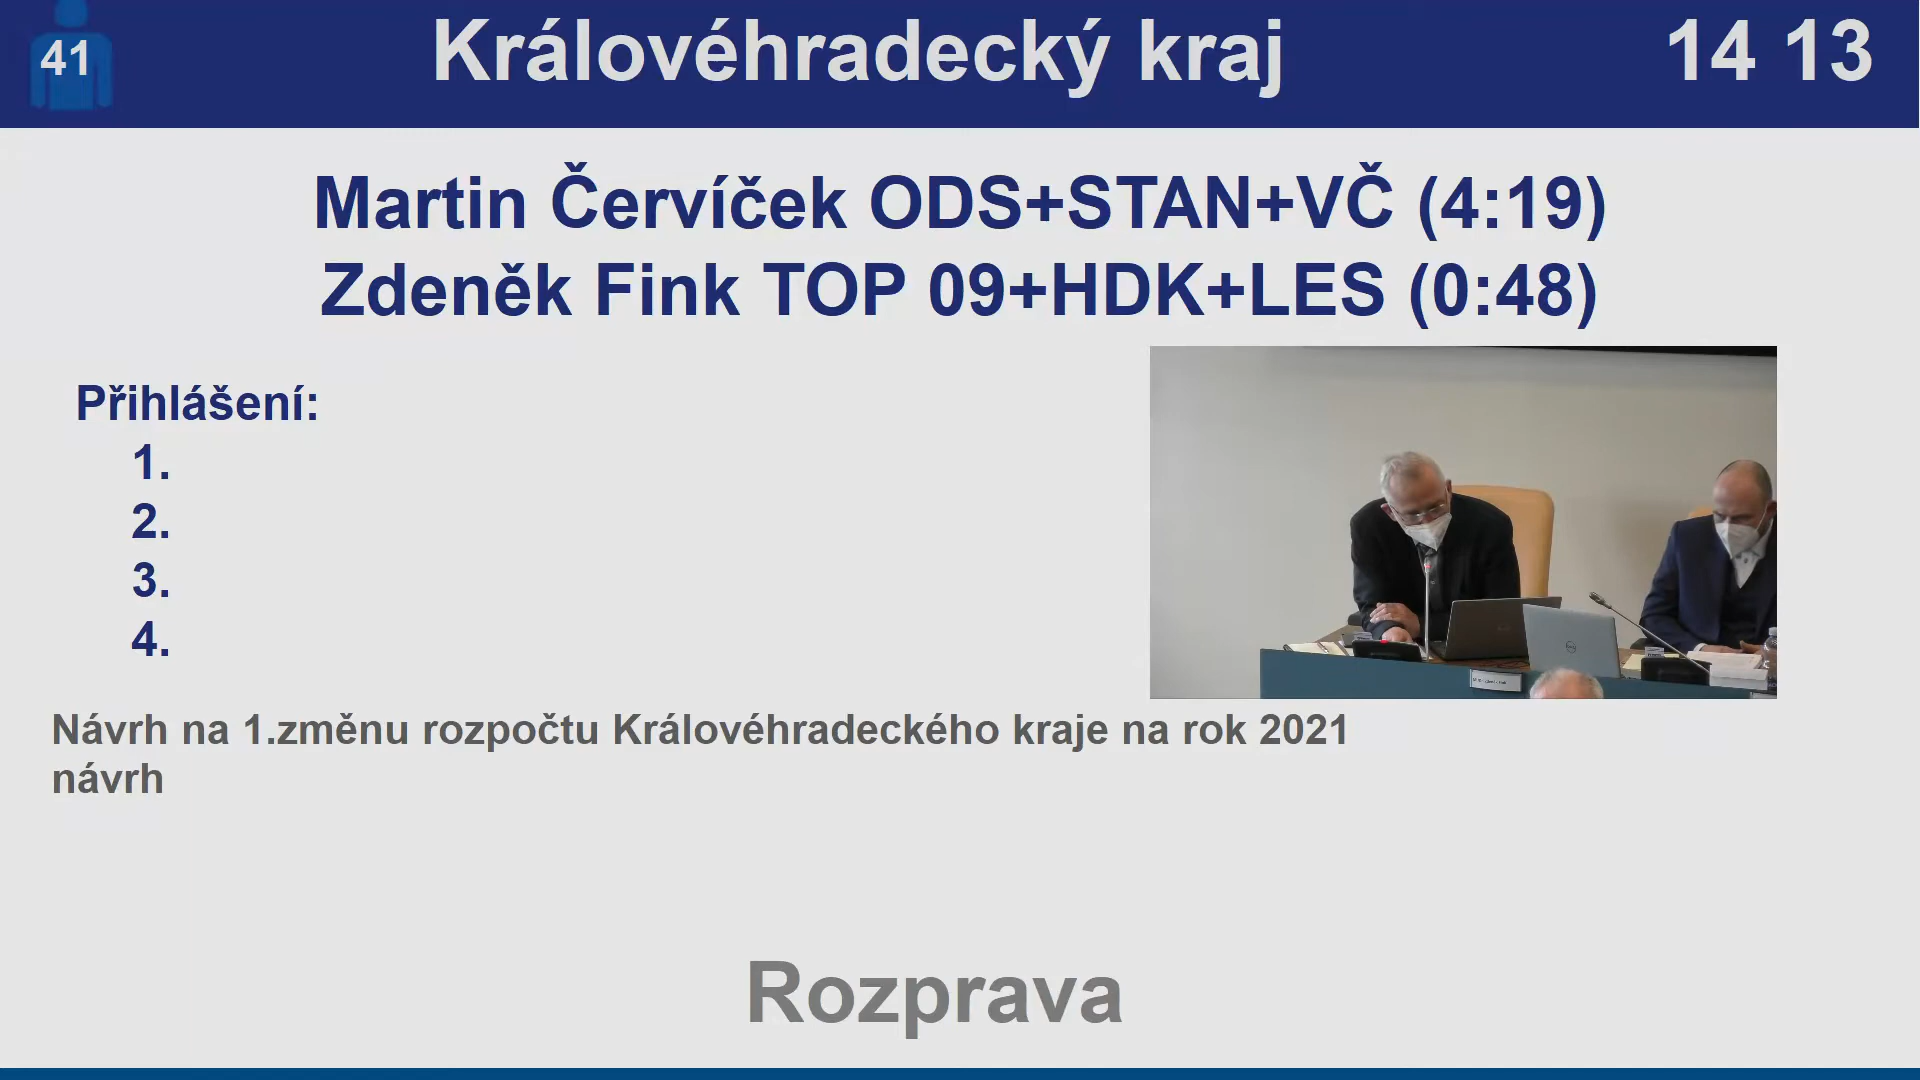 41
Královéhradecký kraj
14 13
Martin Červíček ODS+STAN+VČ (4:19)
Zdeněk Fink TOP 09+HDK+LES (0:48)
Přihlášení:
1.
2.
3.
4.
Návrh na 1.změnu rozpočtu Královéhradeckého kraje na rok 2021
návrh
Rozprava